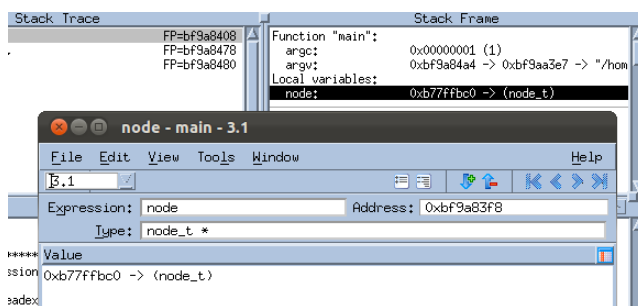 Stack Trace
Stack Frame
FP=bf9a8408
FP=bf9a8478
FP=bf9a8480
Function "main":
argc: 0x00000001 (1)
argv: 0xbf9a84a4 -> 0xbf9aa3e7 -> "/hom
Local variables:
node: 0xb77ffbc0 -> (node_t)
node - main - 3.1
File Edit View Tools Window Help
3.1
Expression: node Address: 0xbf9a83f8
Type: node_t *
***** Value
ssion 0xb77ffbc0 -> (node_t)
eadex